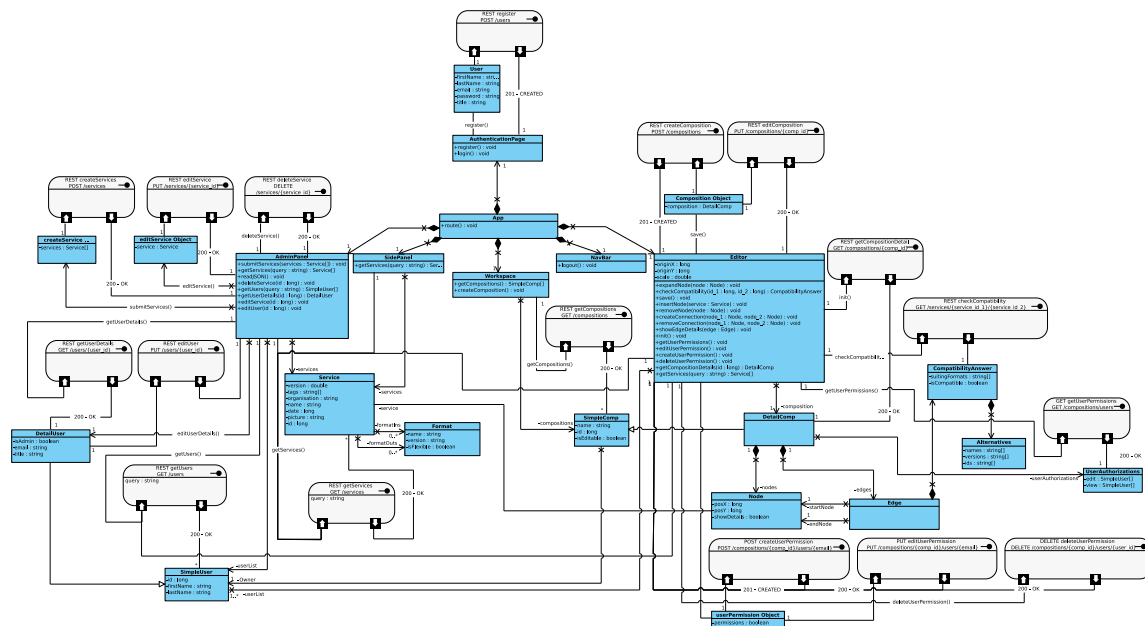 REST register
POST /users
User
-firstName : str...
-lastName : string
-email : string
-password : string
-title : string
201 - CREATED
register()
AuthenticationPage
+register() : void
+login() : void
REST createServices
POST /services
REST editService
PUT /services/{service_id}
REST deleteService
DELETE
/services/{service_id}
createService ...
-services : Service[]
editService Object
-service : Service
deleteService()
200 - OK
200 - OK
200 - OK
editService()
submitServices()
getUserDetails()
App
+route() : void
AdminPanel
+submitServices(services : Service[]) : void
+getServices(query : string) : Service[]
+readJSON() : void
+deleteService(id : long) : void
+getUsers(query : string) : SimpleUser[]
+getUserDetails(id : long) : DetailUser
+editService(id : long) : void
+editUser(id : long) : void
SidePanel
+getServices(query : string) : Ser...
Workspace
+getCompositions() : SimpleComp[]
+createComposition() : void
NavBar
+logout() : void
REST createComposition
POST /compositions
REST editComposition
PUT /compositions/{comp_id}
Composition Object
-composition : DetailComp
201 - CREATED
save()
200 - OK
Editor
-originX : long
-originY : long
-scale : double
+expandNode(node : Node) : void
+checkCompatibility(id_1 : long, id_2 : long) : CompatibilityAnswer
+save() : void
+insertNode(service : Service) : void
+removeNode(node : Node) : void
+createConnection(node_1 : Node, node_2 : Node) : void
+removeConnection(node_1 : Node, node_2 : Node) : void
+showEdgeDetails(edge : Edge) : void
+init() : void
+getUserPermissions() : void
+editUserPermission() : void
+createUserPermission() : void
+deleteUserPermission() : void
+getCompositionDetails(id : long) : DetailComp
+getServices(query : string) : Service[]
REST getCompositionDetail
GET /compositions/{comp_id}
init()
200 - OK
REST checkCompatibility
GET /services/{service_id_1}/{service_id_2}
checkCompatibili...
CompatibilityAnswer
-suitingFormats : string[]
-isCompatible : boolean
Alternatives
-names : string[]
-versions : string[]
-ids : string[]
getUserPermissions()
GET getUserPermissions
GET /compositions/users
200 - OK
UserAuthorizations
-edit : SimpleUser[]
-view : SimpleUser[]
-userAuthorizations
REST getUserDetails
GET /users/{user_id}
REST editUser
PUT /users/{user_id}
200 - OK
200 - OK
DetailUser
-isAdmin : boolean
-email : string
-title : string
editUserDetails()
getUsers()
getServices()
-services
Service
-version : double
-tags : string[]
-organisation : string
-name : string
-date : long
-picture : string
-id : long
-services
-service
-formatIns
0..*
-formatOuts
0..*
Format
-name : string
-version : string
-isFlexible : boolean
REST getCompositions
GET /compositions
getCompositions()
200 - OK
-compositions
SimpleComp
-name : string
-id : long
-isEditable : boolean
-composition
DetailComp
-nodes
-edges
Node
-posX : long
-posY : long
-showDetails : boolean
-startNode
-endNode
Edge
REST getUsers
GET /users
query : string
200 - OK
REST getServices
GET /services
query : string
200 - OK
SimpleUser
-id : long
-firstName : string
-lastName : string
-userList
-Owner
-userList
1..*
POST createUserPermission
POST /compositions/{comp_id}/users/{email}
PUT editUserPermission
PUT /compositions/{comp_id}/users/{email}
DELETE deleteUserPermission
DELETE /compositions/{comp_id}/users/{user_id}
201 - CREATED
200 - OK
200 - OK
deleteUserPermission()
userPermission Object
-permissions : boolean